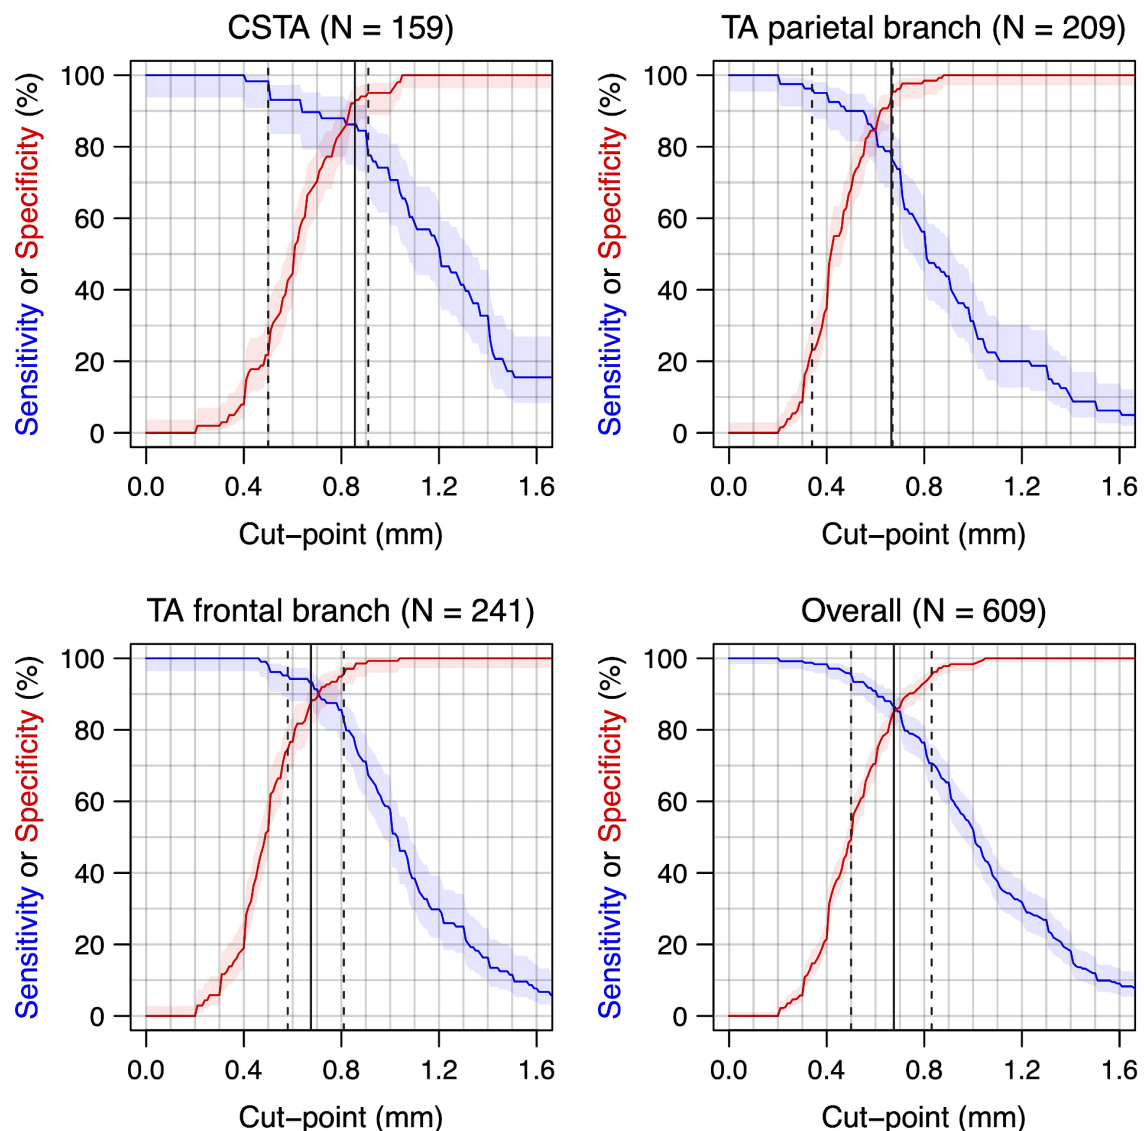 CSTA (N = 159)
TA parietal branch (N = 209)
Sensitivity or Specificity (%)
100
80
60
40
20
0
0.0 0.4 0.8 1.2 1.6
Cut−point (mm)
Sensitivity or Specificity (%)
100
80
60
40
20
0
0.0 0.4 0.8 1.2 1.6
Cut−point (mm)
TA frontal branch (N = 241)
Overall (N = 609)
Sensitivity or Specificity (%)
100
80
60
40
20
0
0.0 0.4 0.8 1.2 1.6
Cut−point (mm)
Sensitivity or Specificity (%)
100
80
60
40
20
0
0.0 0.4 0.8 1.2 1.6
Cut−point (mm)